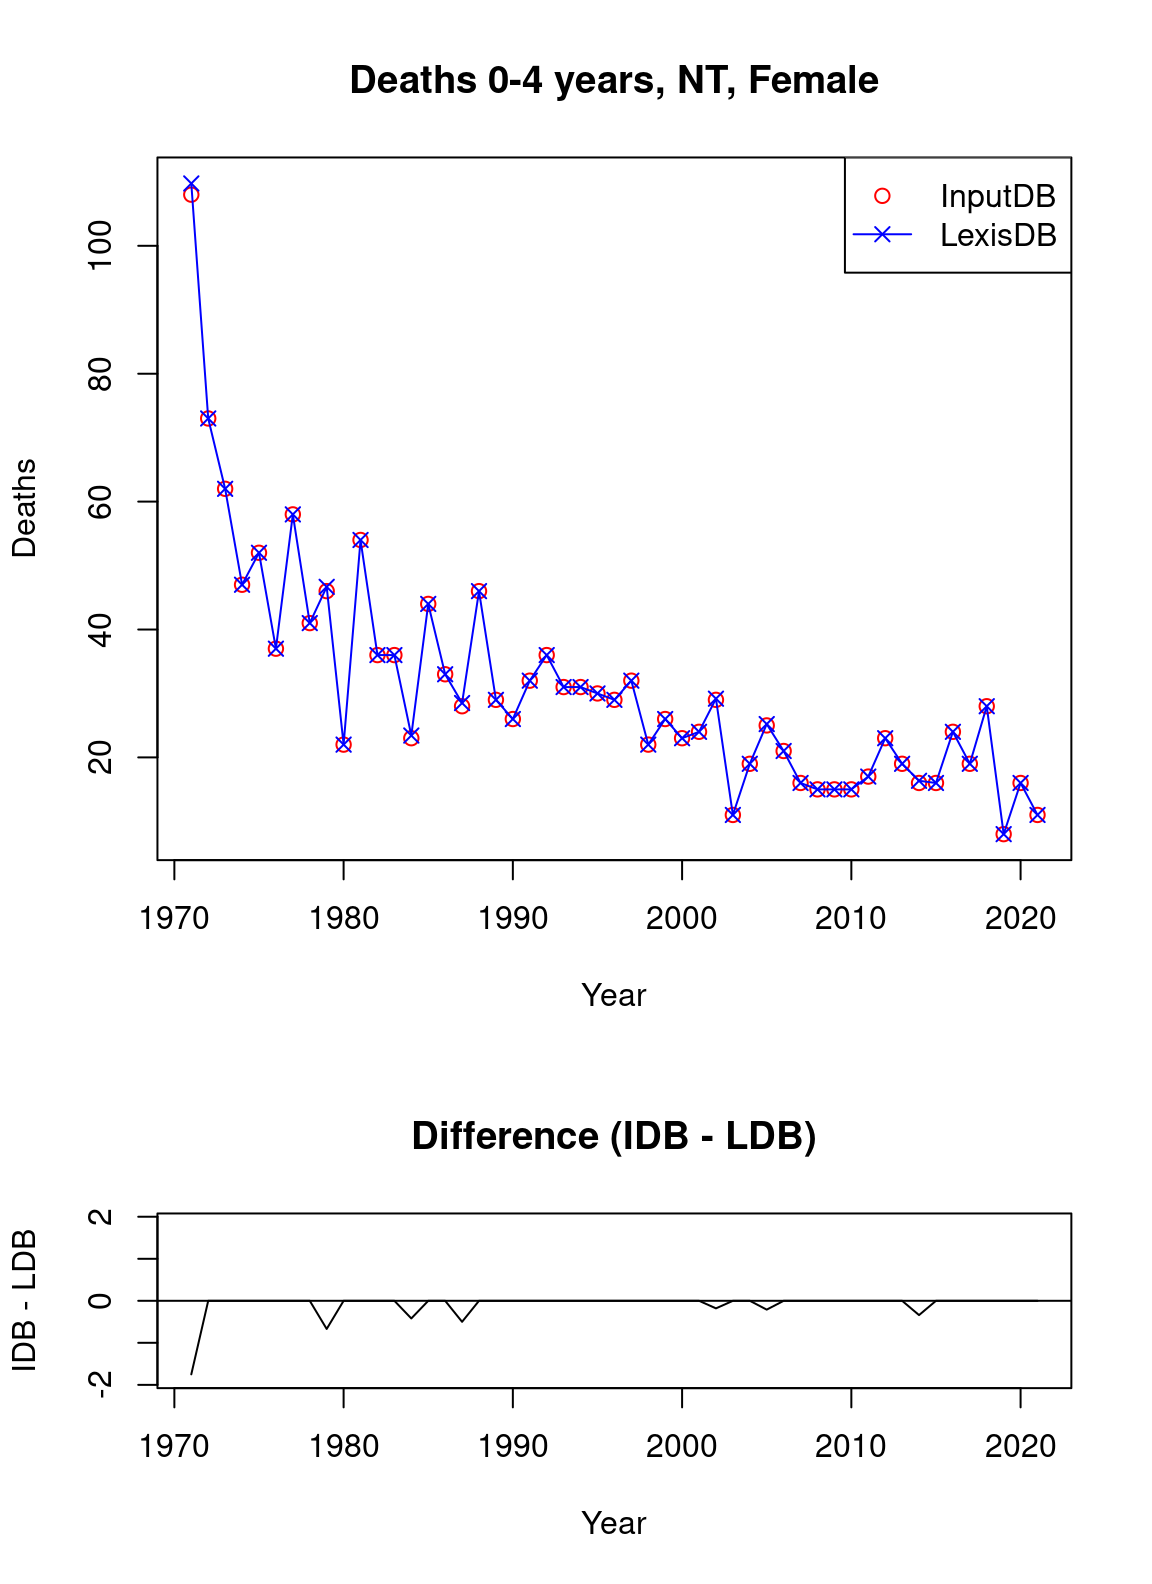 Deaths 0-4 years, NT, Female
InputDB
LexisDB
Deaths
100
80
60
40
20
1970 1980 1990 2000 2010 2020
Year
Difference (IDB - LDB)
IDB - LDB
2
0
-2
1970 1980 1990 2000 2010 2020
Year